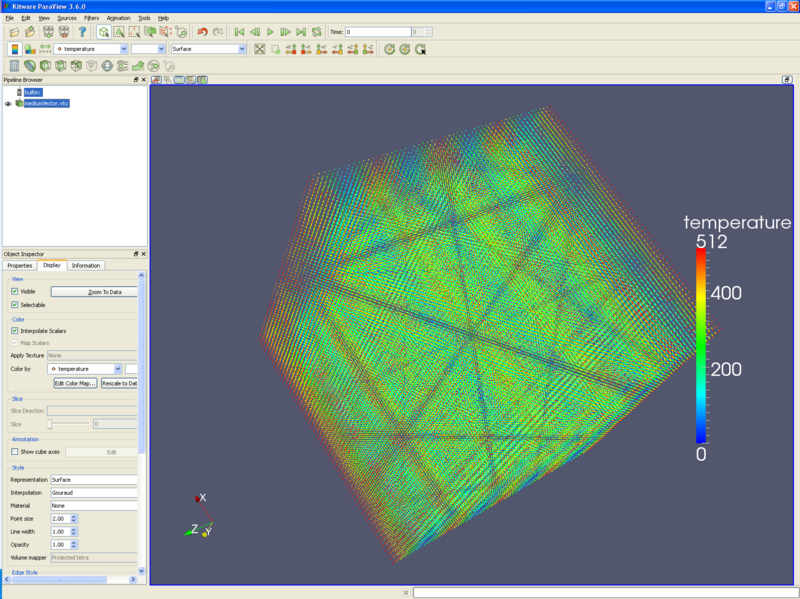 Kitware ParaView 3.6.0
File Edit View Sources Filters Animation Tools Help
Time: 0
temperature Surface
Pipeline Browser
builtin:
mediumVector.vtu
Object Inspector
Properties Display Information
View
Visible Zoom To Data
Selectable
Color
Interpolate Scalars
Map Scalars
Apply Texture None
Color by temperature
Edit Color Map... Rescale to Dat
Slice
Slice Direction
Slice 0
Annotation
Show cube axes Edit
Style
Representation Surface
Interpolation Gouraud
Material None
Point size 2.00
Line width 1.00
Opacity 1.00
Volume mapper Projected tetra
Edge Style
temperature
512
400
200
0
X
Z
Y